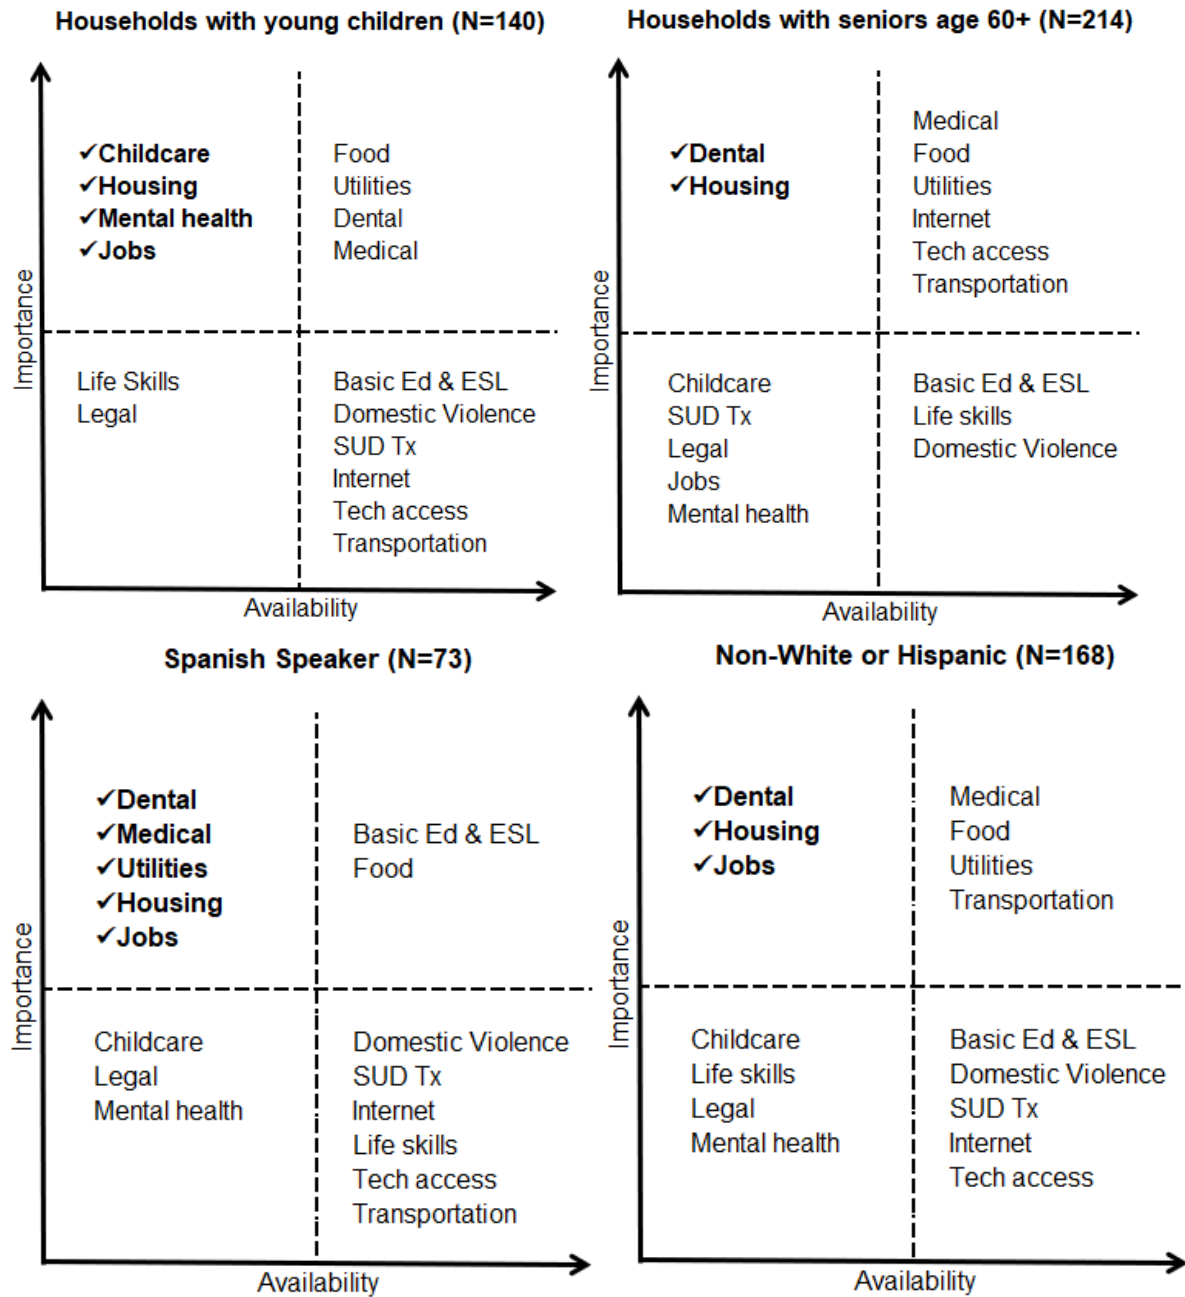 Households with young children (N=140)
Importance
✓Childcare
✓Housing
✓Mental health
✓Jobs
Food
Utilities
Dental
Medical
Life Skills
Legal
Basic Ed & ESL
Domestic Violence
SUD Tx
Internet
Tech access
Transportation
Availability
Households with seniors age 60+ (N=214)
✓Dental
✓Housing
Medical
Food
Utilities
Internet
Tech access
Transportation
Childcare
SUD Tx
Legal
Jobs
Mental health
Basic Ed & ESL
Life skills
Domestic Violence
Importance
Availability
Spanish Speaker (N=73)
Importance
✓Dental
✓Medical
✓Utilities
✓Housing
✓Jobs
Basic Ed & ESL
Food
Childcare
Legal
Mental health
Domestic Violence
SUD Tx
Internet
Life skills
Tech access
Transportation
Availability
Non-White or Hispanic (N=168)
Importance
✓Dental
✓Housing
✓Jobs
Medical
Food
Utilities
Transportation
Childcare
Life skills
Legal
Mental health
Basic Ed & ESL
Domestic Violence
SUD Tx
Internet
Tech access
Availability